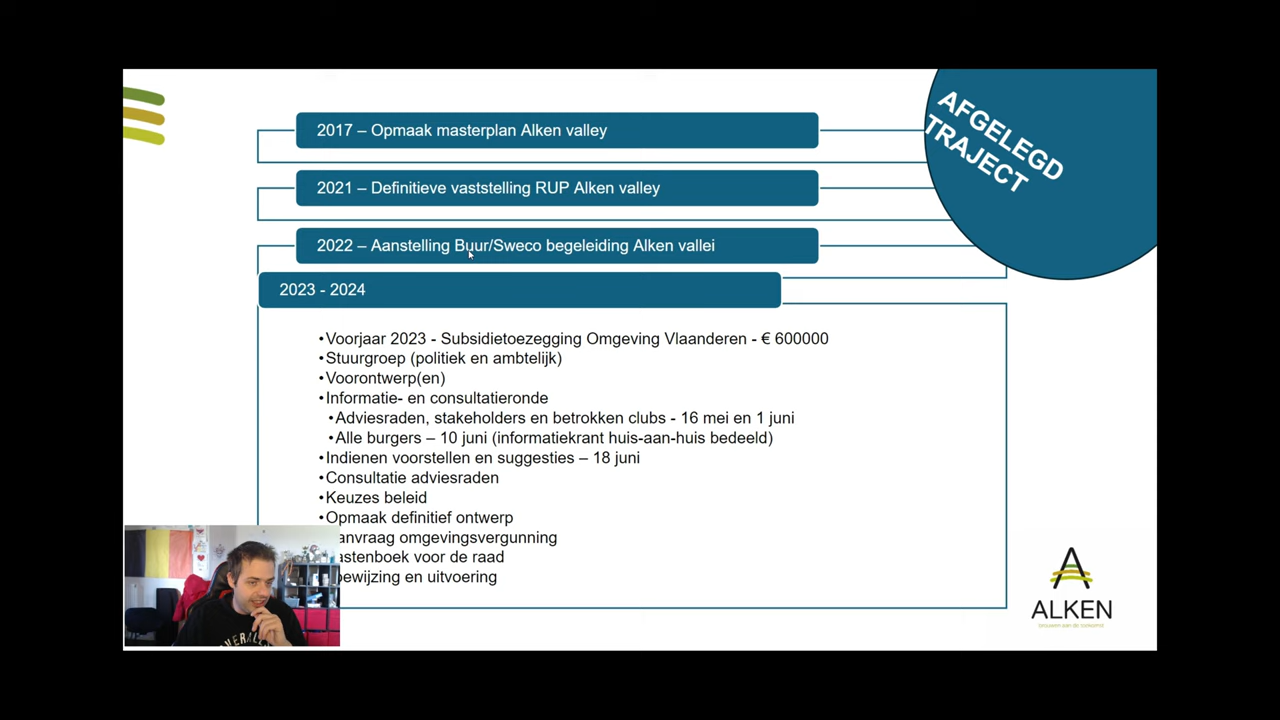 AFGELEGD
TRAJECT
2017 – Opmaak masterplan Alken valley
2021 – Definitieve vaststelling RUP Alken valley
2022 – Aanstelling Buur/Sweco begeleiding Alken vallei
2023 - 2024
•Voorjaar 2023 - Subsidietoezegging Omgeving Vlaanderen - € 600000
•Stuurgroep (politiek en ambtelijk)
•Voorontwerp(en)
•Informatie- en consultatieronde
•Adviesraden, stakeholders en betrokken clubs - 16 mei en 1 juni
•Alle burgers – 10 juni (informatiekrant huis-aan-huis bedeeld)
•Indienen voorstellen en suggesties – 18 juni
•Consultatie adviesraden
•Keuzes beleid
•Opmaak definitief ontwerp
anvraag omgevingsvergunning
astenboek voor de raad
ewijzing en uitvoering
ALKEN